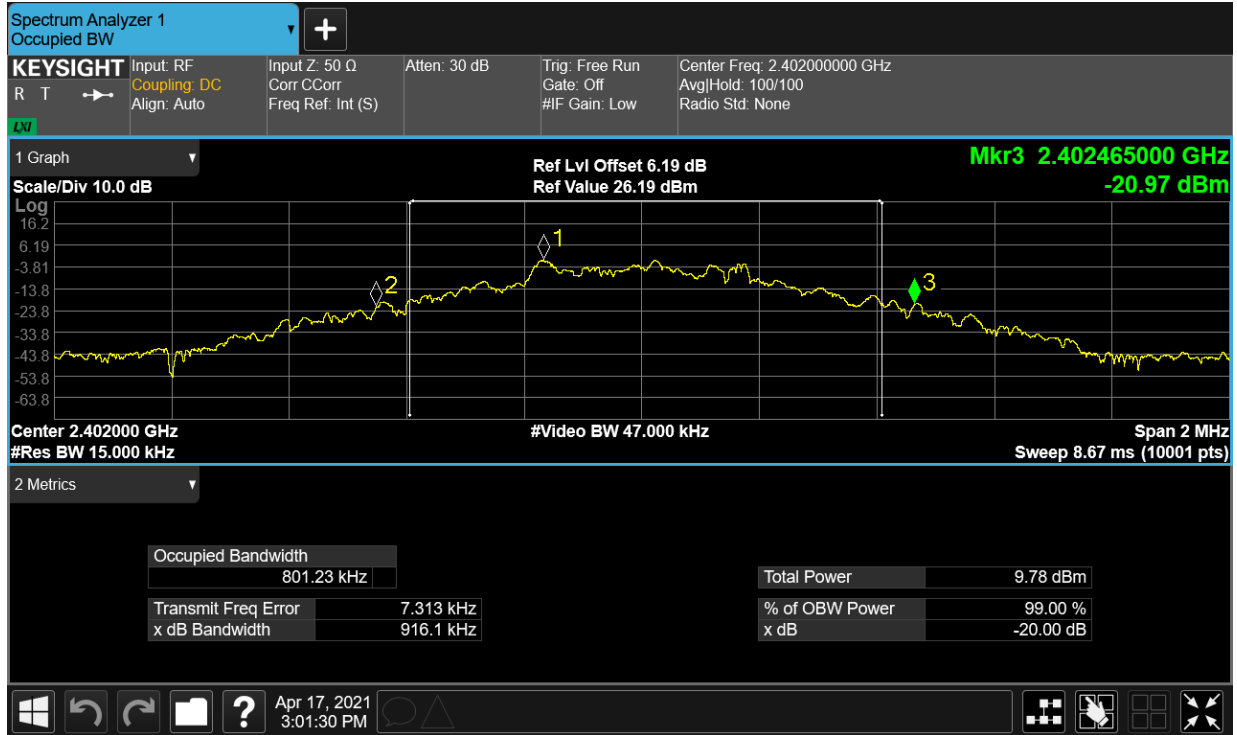 Spectrum Analyzer 1
Occupied BW
KEYSIGHT
R T
LXI
Input: RF
Coupling: DC
Align: Auto
Input Z: 50 Ω
Corr CCorr
Freq Ref: Int (S)
Atten: 30 dB
Trig: Free Run
Gate: Off
#IF Gain: Low
Center Freq: 2.402000000 GHz
Avg|Hold: 100/100
Radio Std: None
1 Graph
Scale/Div 10.0 dB
Ref Lvl Offset 6.19 dB
Ref Value 26.19 dBm
Mkr3 2.402465000 GHz
-20.97 dBm
Log
16.2
6.19
-3.81
-13.8
-23.8
-33.8
-43.8
-53.8
-63.8
1
2
3
Center 2.402000 GHz
#Video BW 47.000 kHz
Span 2 MHz
#Res BW 15.000 kHz
Sweep 8.67 ms (10001 pts)
2 Metrics
Occupied Bandwidth
801.23 kHz
Transmit Freq Error 7.313 kHz
x dB Bandwidth 916.1 kHz
Total Power 9.78 dBm
% of OBW Power 99.00 %
x dB -20.00 dB
?
Apr 17, 2021
3:01:30 PM